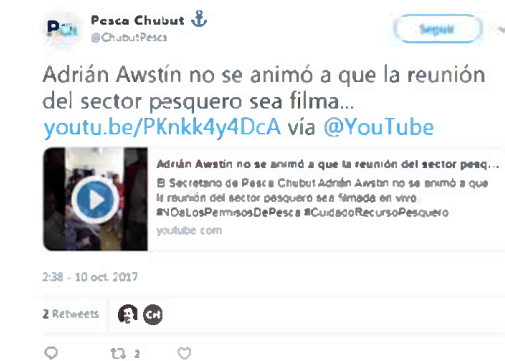 Pesca Chubut
@ChubutPesca
Seguir
Adrián Awstín no se animó a que la reunión
del sector pesquero sea filma...
youtu.be/PKnkk4y4DcA vía @YouTube
Adrián Awstin no se animó a que la reunión del sector pesq...
El Secretario de Pesca Chubut Adrián Awstin no se animó a que
la reunión del sector pesquero sea filmada en vivo
#NOaLosPermisosDePesca #CuidadoRecursoPesquero
youtube.com
2:38 - 10 oct. 2017
2 Retweets
CH
2